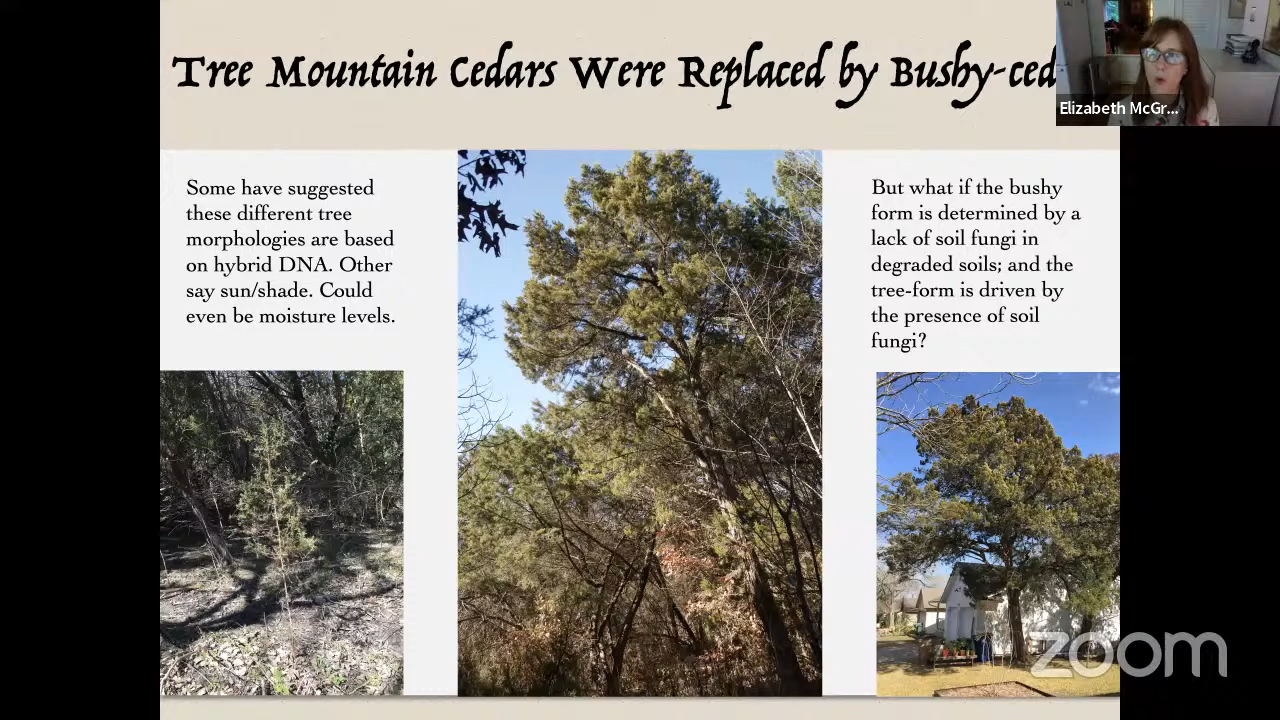 Tree Mountain Cedars Were Replaced by Bushy-ced
Elizabeth McGr...
Some have suggested
these different tree
morphologies are based
on hybrid DNA. Other
say sun/shade. Could
even be moisture levels.
But what if the bushy
form is determined by a
lack of soil fungi in
degraded soils; and the
tree-form is driven by
the presence of soil
fungi?
zoom